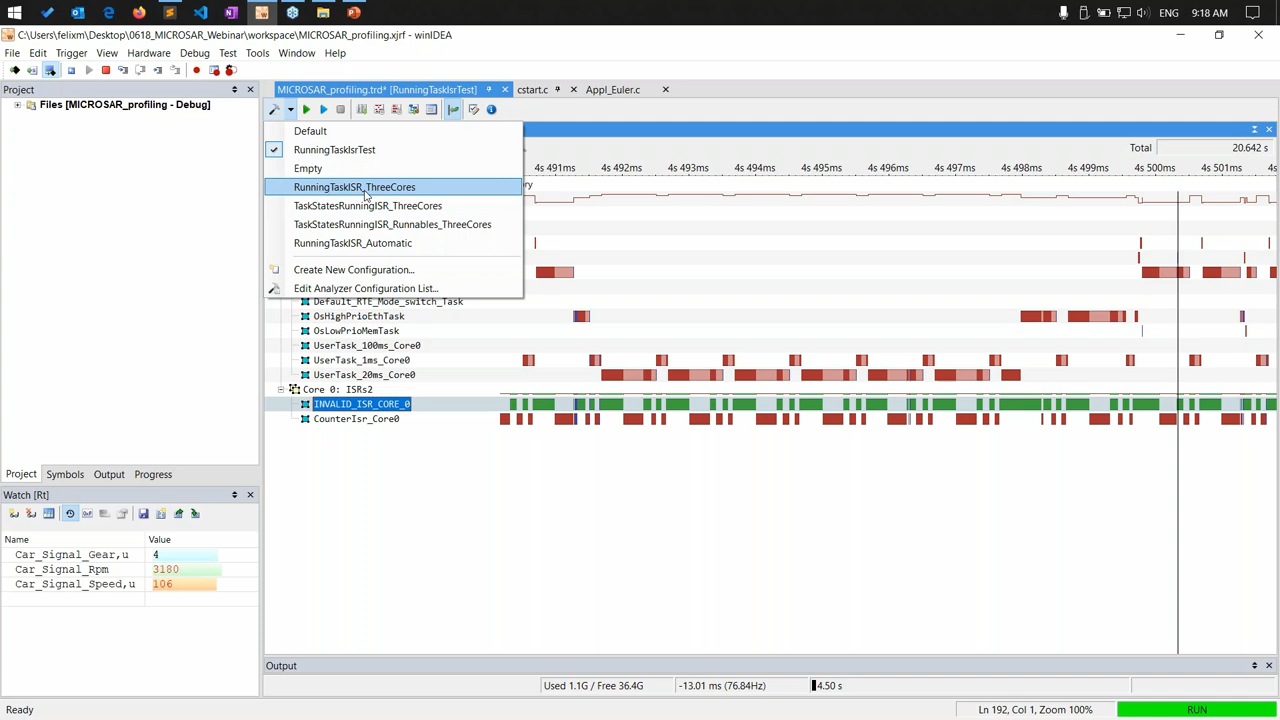 ENG
9:18 AM
C:\Users\felixm\Desktop\0618_MICROSAR_Webinar\workspace\MICROSAR_profiling.xjrf - winIDEA
File Edit Trigger View Hardware Debug Test Tools Window Help
Project
Files [MICROSAR_profiling - Debug]
MICROSAR_profiling.trd* [RunningTaskIsrTest]
cstart.c
Appl_Euler.c
Default
RunningTaskIsrTest
Empty
RunningTaskISR_ThreeCores
TaskStatesRunningISR_ThreeCores
TaskStatesRunningISR_Runnables_ThreeCores
RunningTaskISR_Automatic
Create New Configuration...
Edit Analyzer Configuration List...
Total
20.642 s
4s 491ms 4s 492ms 4s 493ms 4s 494ms 4s 495ms 4s 496ms 4s 497ms 4s 498ms 4s 499ms 4s 500ms 4s 501ms
ry
Default_RTE_Mode_switch_Task
OsHighPrioEthTask
OsLowPrioMemTask
UserTask_100ms_Core0
UserTask_1ms_Core0
UserTask_20ms_Core0
Core 0: ISRs2
INVALID_ISR_CORE_0
CounterIsr_Core0
Project Symbols Output Progress
Watch [Rt]
Name Value
Car_Signal_Gear,u 4
Car_Signal_Rpm 3180
Car_Signal_Speed,u 106
Output
Used 1.1G / Free 36.4G
-13.01 ms (76.84Hz)
4.50 s
Ready
Ln 192, Col 1, Zoom 100%
RUN